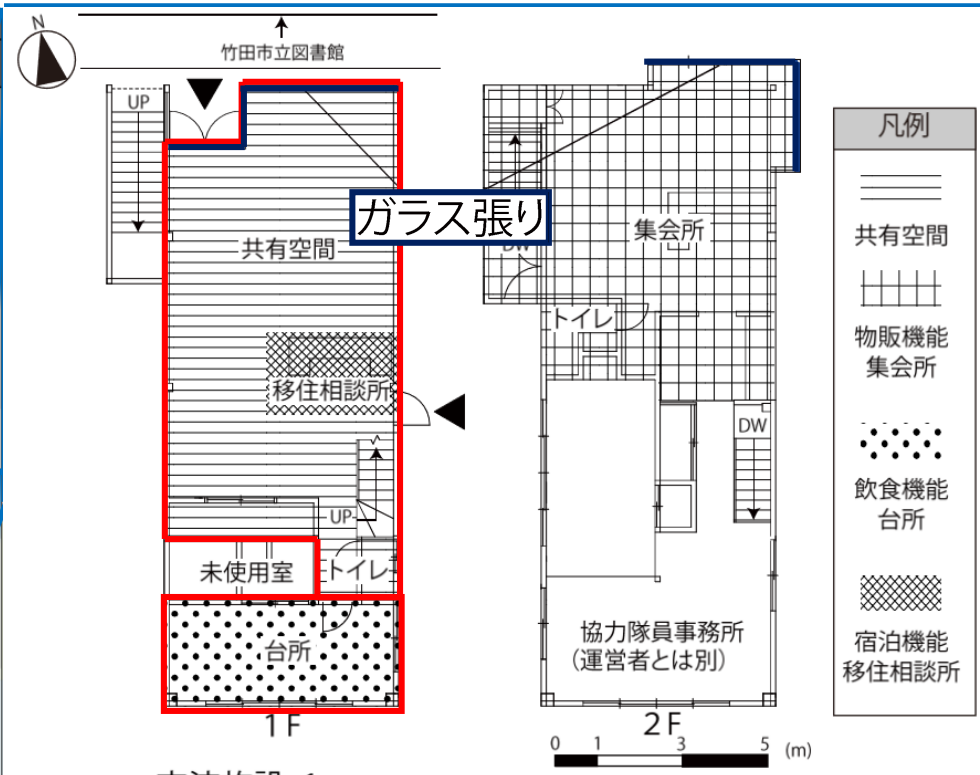 N
竹田市立図書館
UP
共有空間
移住相談所
UP
未使用室
トイレ
台所
1F
ガラス張り
DW
集会所
トイレ
DW
協力隊員事務所
(運営者とは別)
2F
0 1 3 5 (m)
凡例
共有空間
物販機能
集会所
飲食機能
台所
宿泊機能
移住相談所